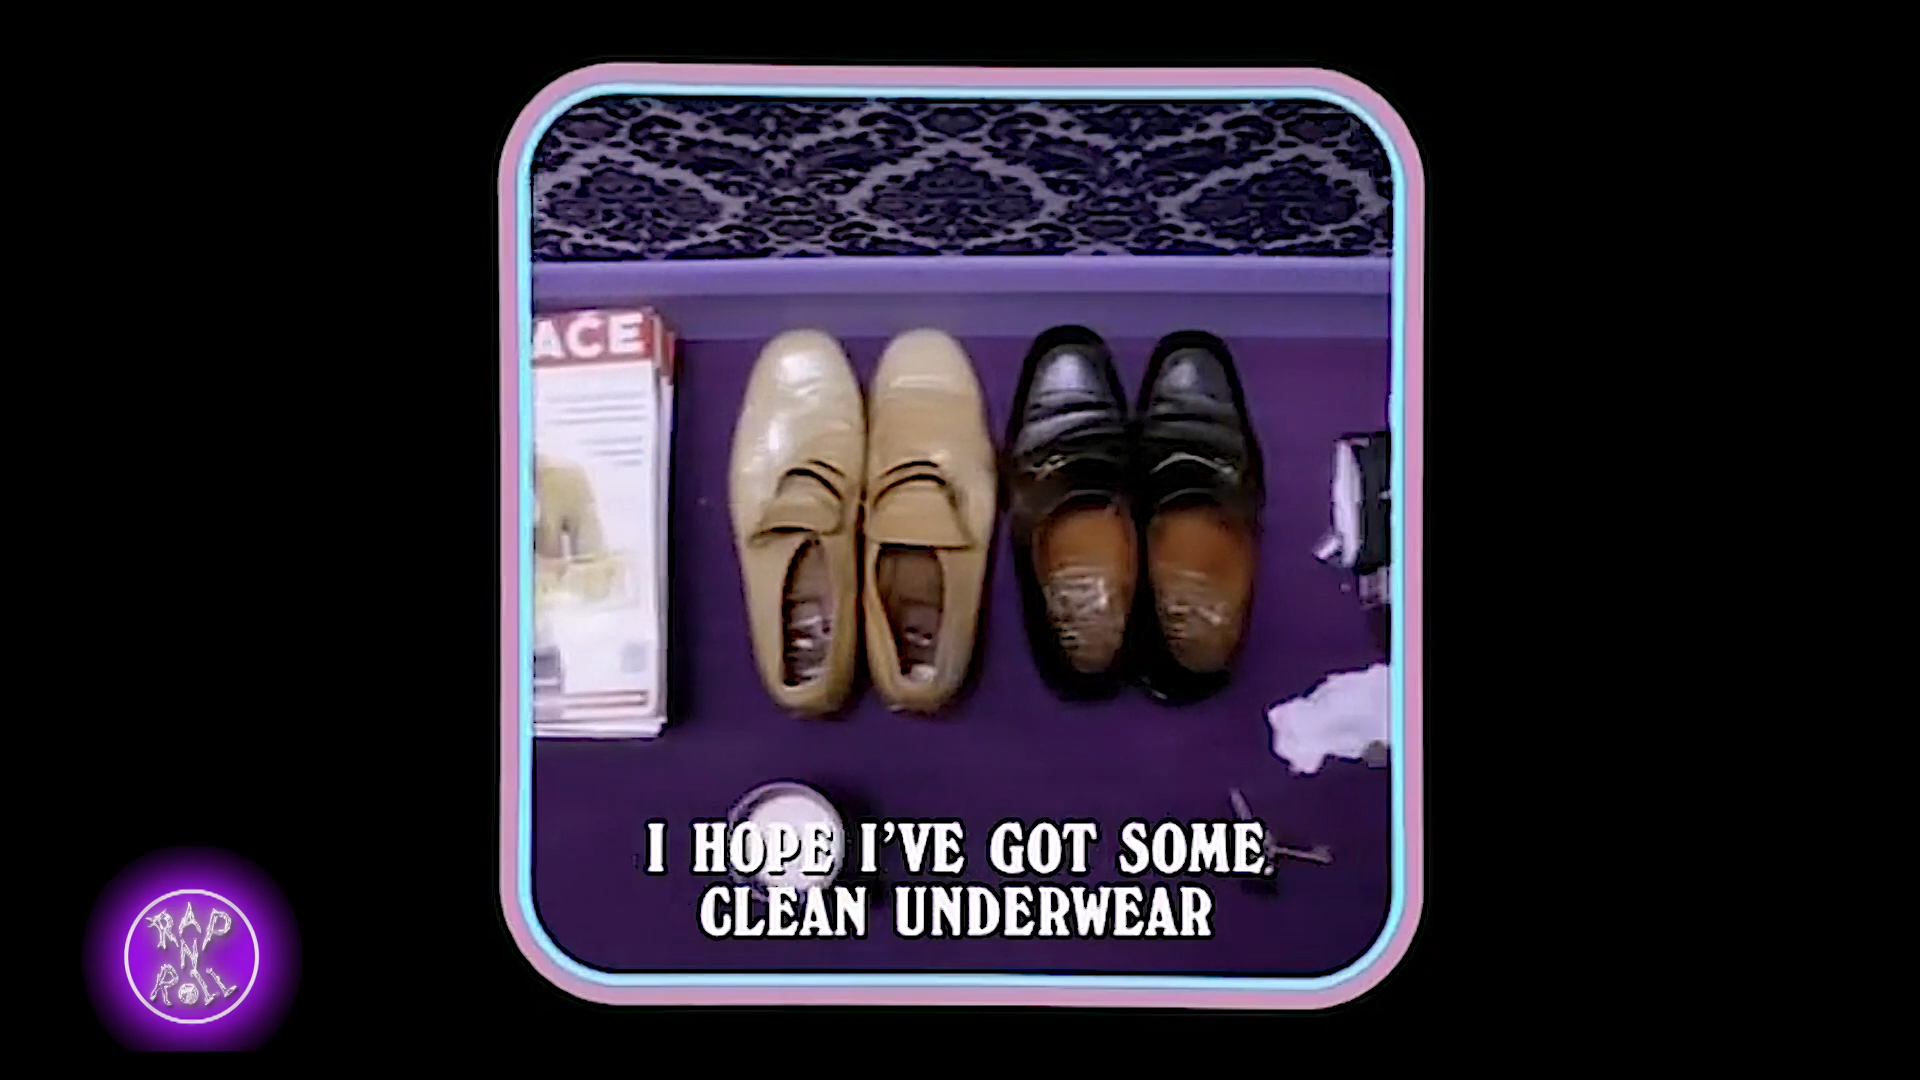 ACE
I HOPE I'VE GOT SOME
CLEAN UNDERWEAR
RAP
N
ROLL